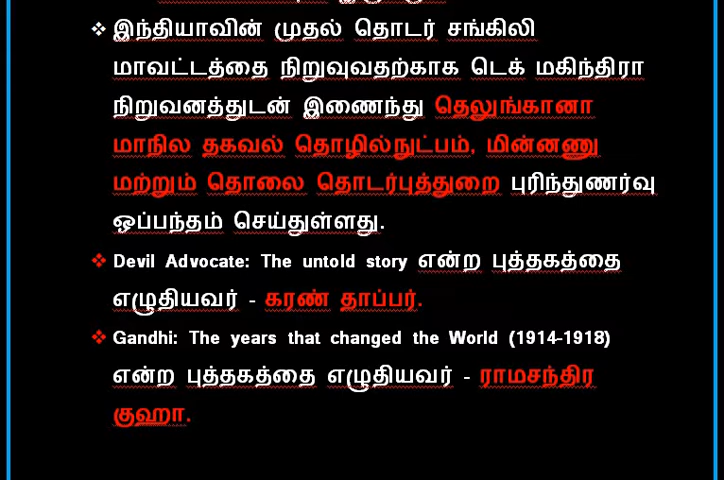 இந்தியாவின் முதல் தொடர் சங்கிலி
மாவட்டத்தை நிறுவுவதற்காக டெக் மகிந்திரா
நிறுவனத்துடன் இணைந்து தெலுங்கானா
மாநில தகவல் தொழில்நுட்பம், மின்னணு
மற்றும் தொலை தொடர்புத்துறை புரிந்துணர்வு
ஒப்பந்தம் செய்துள்ளது.
Devil Advocate: The untold story என்ற புத்தகத்தை
எழுதியவர் - கரண் தாப்பர்.
Gandhi: The years that changed the World (1914-1918)
என்ற புத்தகத்தை எழுதியவர் - ராமசந்திர
குஹா.